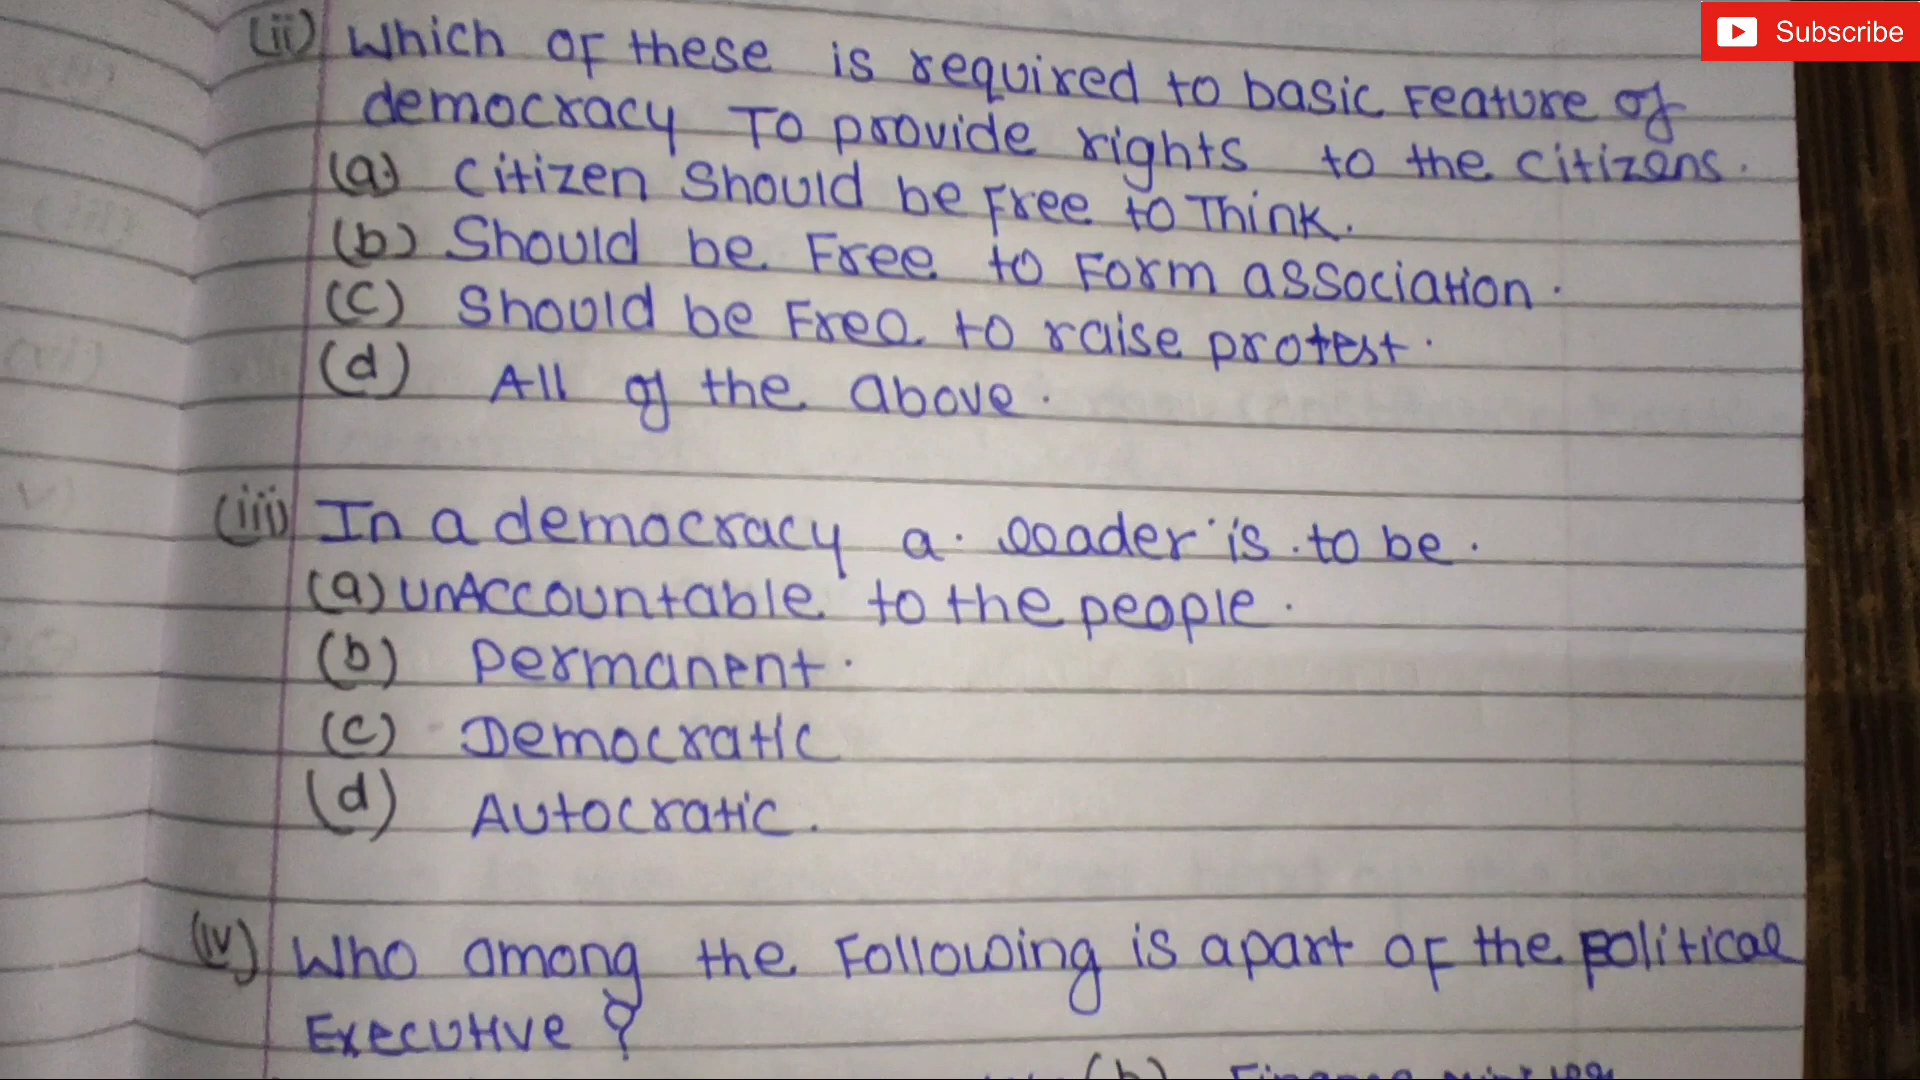 Subscribe
(ii) Which of these is required to basic Feature of
democracy To provide rights to the citizens.
(a) Citizen should be free to Think.
(b) Should be Free to Form association.
(C) Should be Free to raise protest.
(d) All of the above.
(iii) In a democracy a. leader is to be.
(a) UnAccountable to the people.
(b) Permanent.
(c) Democratic
(d) Autocratic.
(iv) Who among the Following is apart of the political
Executive ?
(b)